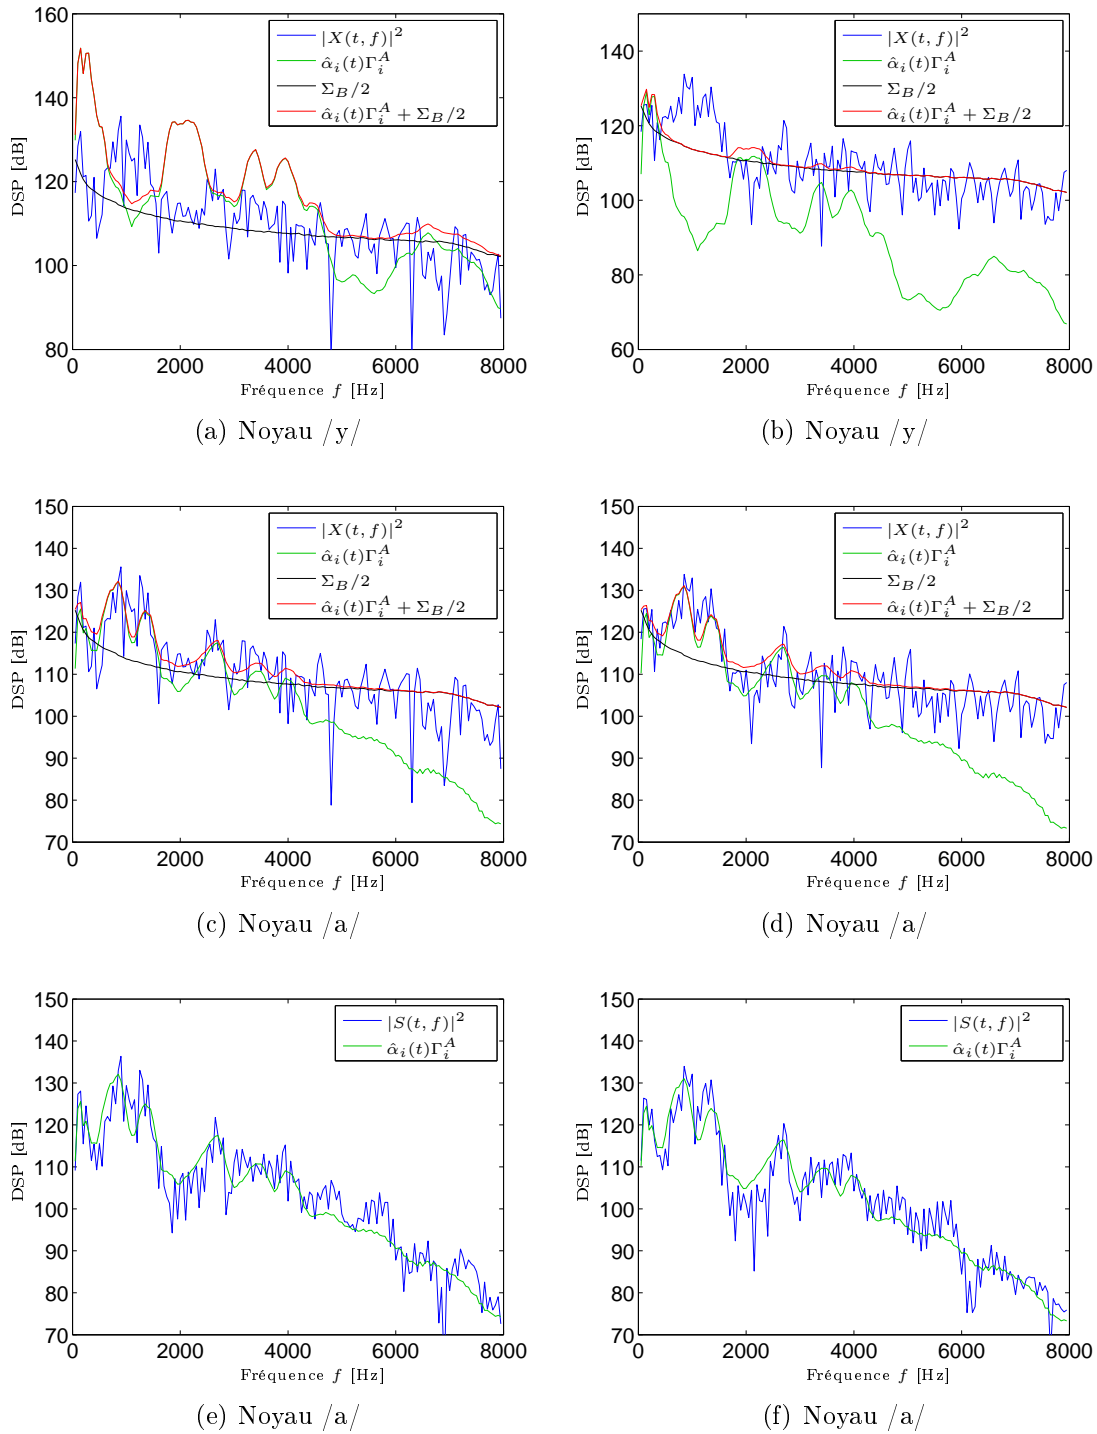 160
140
120
100
80
DSP [dB]
0 2000 4000 6000 8000
Fréquence f [Hz]
|X(t, f)|²
α̂ᵢ(t)Γᵢᴬ
Σ_B/2
α̂ᵢ(t)Γᵢᴬ + Σ_B/2
(a) Noyau /y/
140
120
100
80
60
DSP [dB]
0 2000 4000 6000 8000
Fréquence f [Hz]
|X(t, f)|²
α̂ᵢ(t)Γᵢᴬ
Σ_B/2
α̂ᵢ(t)Γᵢᴬ + Σ_B/2
(b) Noyau /y/
150
140
130
120
110
100
90
80
70
DSP [dB]
0 2000 4000 6000 8000
Fréquence f [Hz]
|X(t, f)|²
α̂ᵢ(t)Γᵢᴬ
Σ_B/2
α̂ᵢ(t)Γᵢᴬ + Σ_B/2
(c) Noyau /a/
150
140
130
120
110
100
90
80
70
DSP [dB]
0 2000 4000 6000 8000
Fréquence f [Hz]
|X(t, f)|²
α̂ᵢ(t)Γᵢᴬ
Σ_B/2
α̂ᵢ(t)Γᵢᴬ + Σ_B/2
(d) Noyau /a/
150
140
130
120
110
100
90
80
70
DSP [dB]
0 2000 4000 6000 8000
Fréquence f [Hz]
|S(t, f)|²
α̂ᵢ(t)Γᵢᴬ
(e) Noyau /a/
150
140
130
120
110
100
90
80
70
DSP [dB]
0 2000 4000 6000 8000
Fréquence f [Hz]
|S(t, f)|²
α̂ᵢ(t)Γᵢᴬ
(f) Noyau /a/